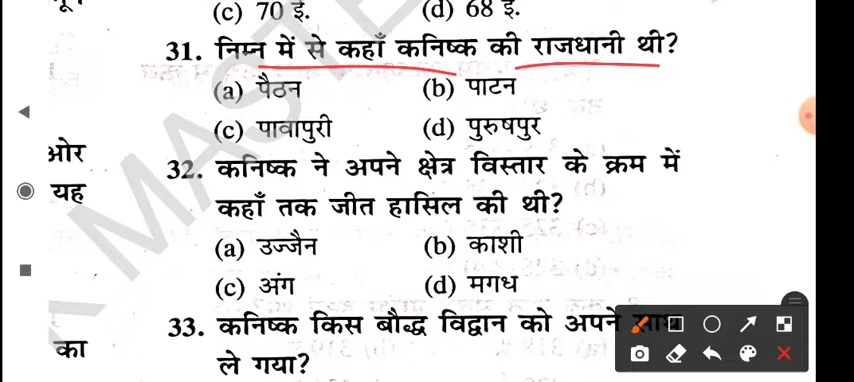 (c) 70 ई. (d) 68 ई.
31. निम्न में से कहाँ कनिष्क की राजधानी थी?
(a) पैठन (b) पाटन
(c) पावापुरी (d) पुरुषपुर
ओर
32. कनिष्क ने अपने क्षेत्र विस्तार के क्रम में
यह
कहाँ तक जीत हासिल की थी?
(a) उज्जैन (b) काशी
(c) अंग (d) मगध
33. कनिष्क किस बौद्ध विद्वान को अपने साथ
का
ले गया?
MASTE